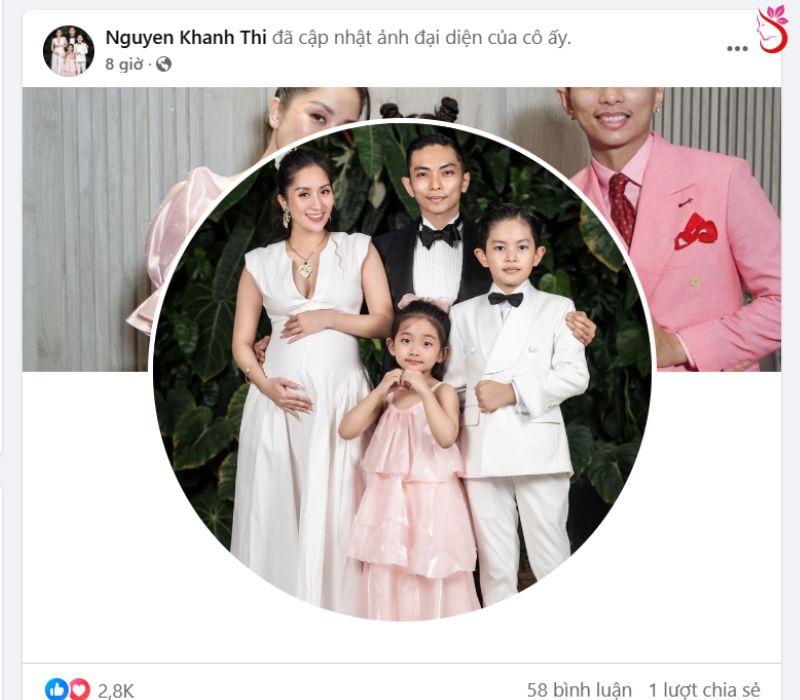 Nguyen Khanh Thi đã cập nhật ảnh đại diện của cô ấy.
8 giờ ·
2,8K
58 bình luận 1 lượt chia sẻ